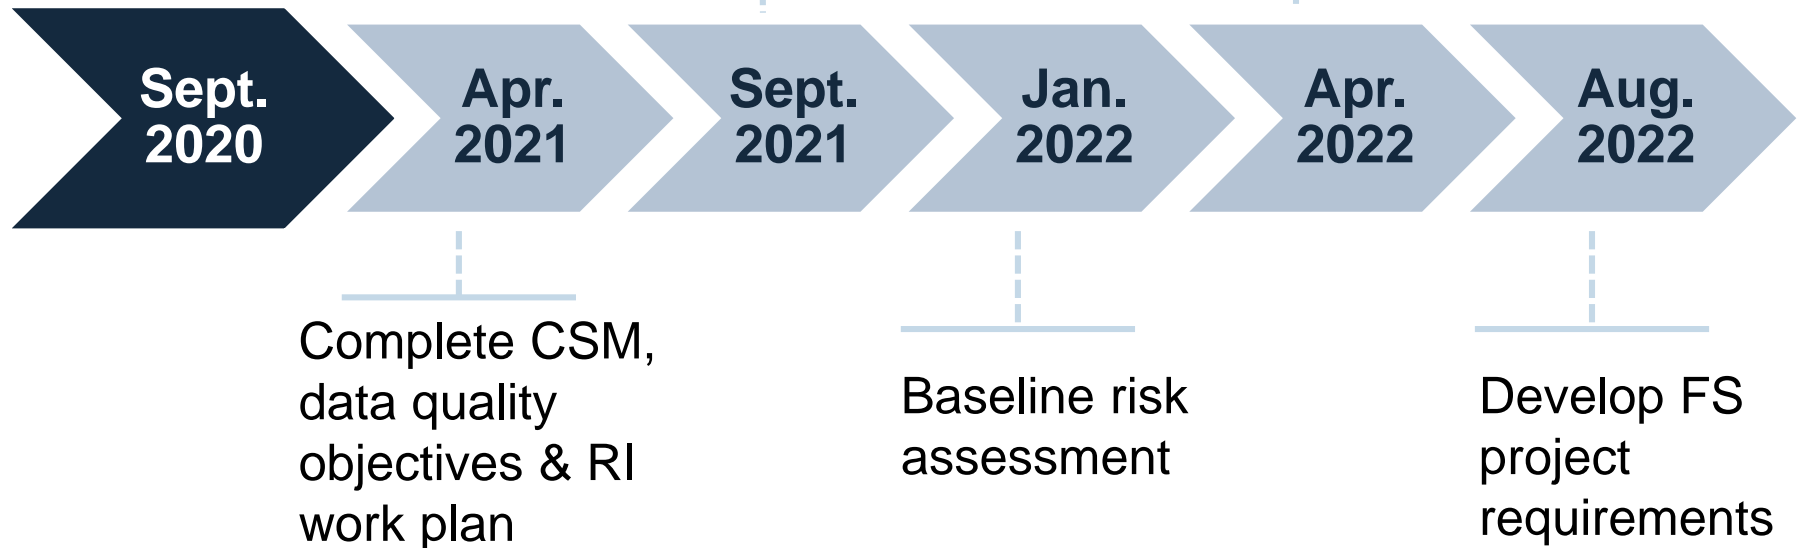 Sept.
2020
Apr.
2021
Sept.
2021
Jan.
2022
Apr.
2022
Aug.
2022
Complete CSM,
data quality
objectives & RI
work plan
Baseline risk
assessment
Develop FS
project
requirements